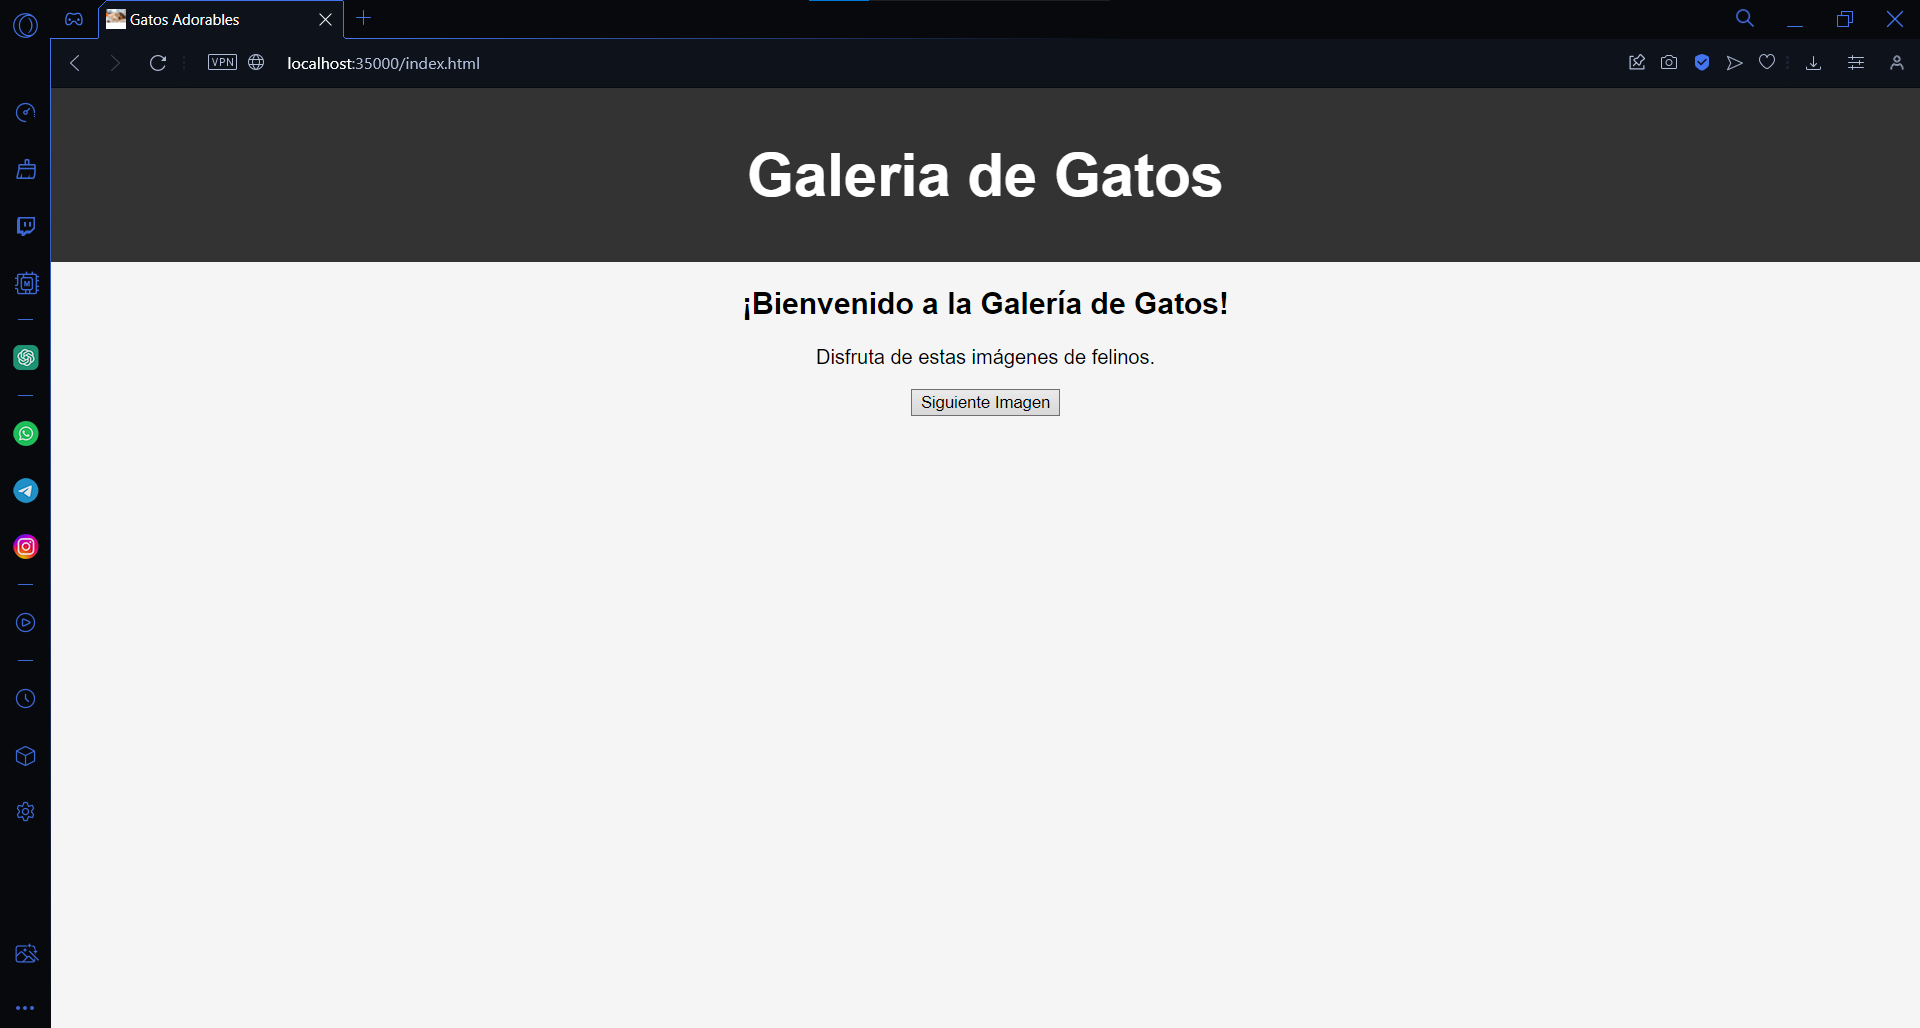 Gatos Adorables
VPN
localhost:35000/index.html
Galeria de Gatos
¡Bienvenido a la Galería de Gatos!
Disfruta de estas imágenes de felinos.
Siguiente Imagen
M